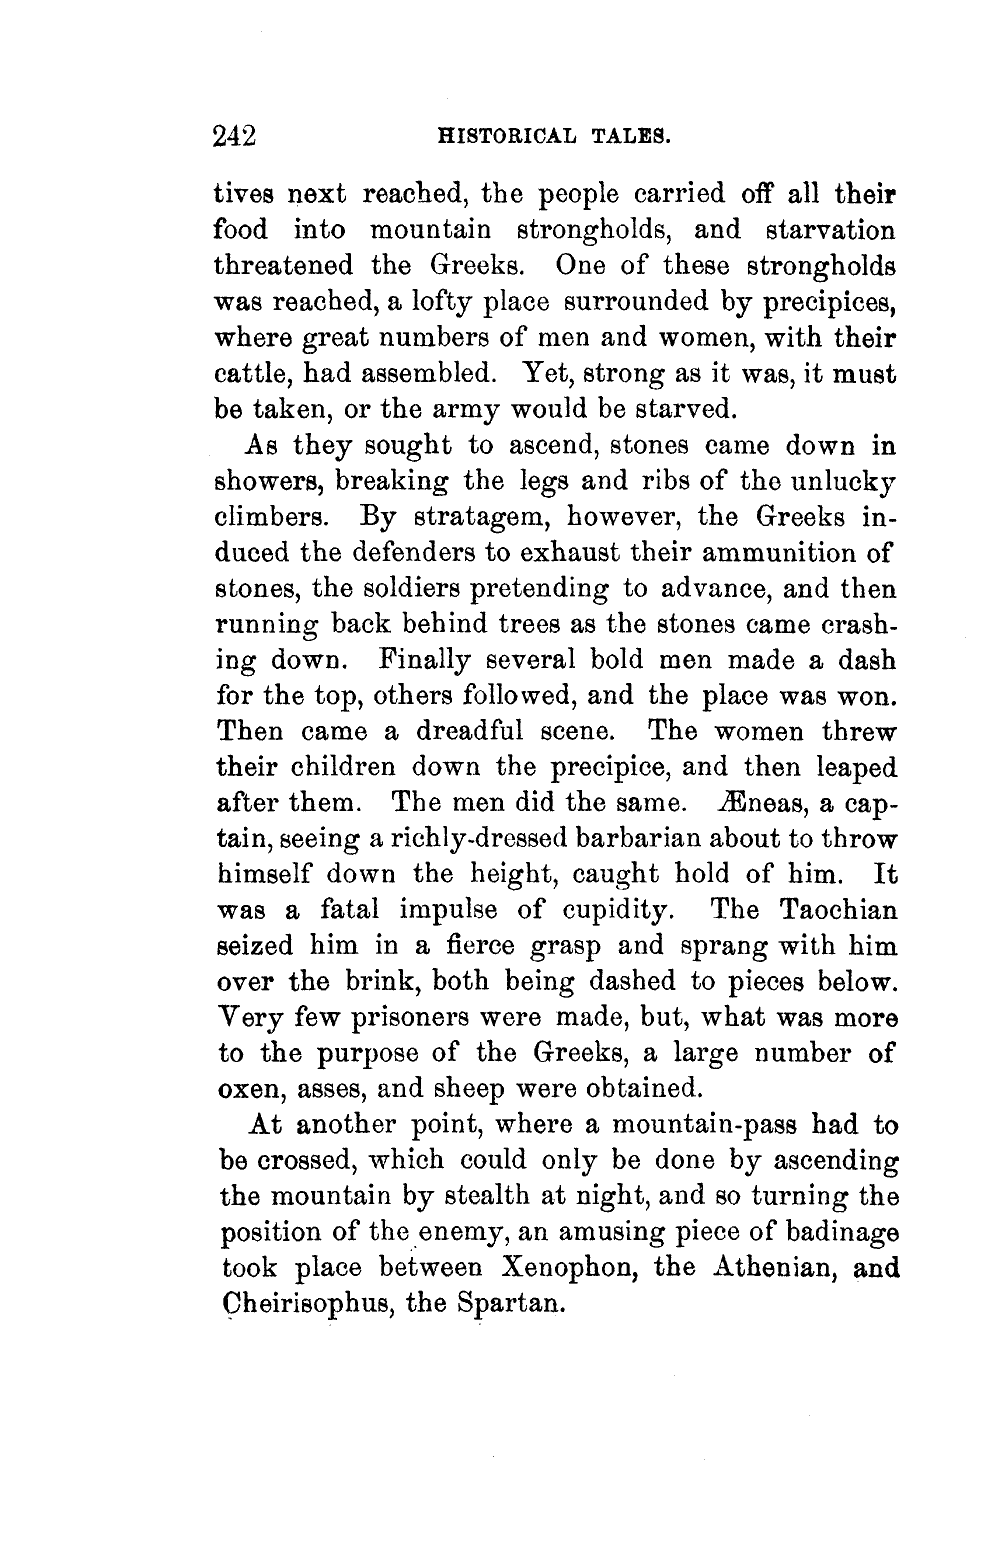 242 HISTORICAL TALES.
tives next reached, the people carried off all their
food into mountain strongholds, and starvation
threatened the Greeks. One of these strongholds
was reached, a lofty place surrounded by precipices,
where great numbers of men and women, with their
cattle, had assembled. Yet, strong as it was, it must
be taken, or the army would be starved.
As they sought to ascend, stones came down in
showers, breaking the legs and ribs of the unlucky
climbers. By stratagem, however, the Greeks in-
duced the defenders to exhaust their ammunition of
stones, the soldiers pretending to advance, and then
running back behind trees as the stones came crash-
ing down. Finally several bold men made a dash
for the top, others followed, and the place was won.
Then came a dreadful scene. The women threw
their children down the precipice, and then leaped
after them. The men did the same. Æneas, a cap-
tain, seeing a richly-dressed barbarian about to throw
himself down the height, caught hold of him. It
was a fatal impulse of cupidity. The Taochian
seized him in a fierce grasp and sprang with him
over the brink, both being dashed to pieces below.
Very few prisoners were made, but, what was more
to the purpose of the Greeks, a large number of
oxen, asses, and sheep were obtained.
At another point, where a mountain-pass had to
be crossed, which could only be done by ascending
the mountain by stealth at night, and so turning the
position of the enemy, an amusing piece of badinage
took place between Xenophon, the Athenian, and
Cheirisophus, the Spartan.